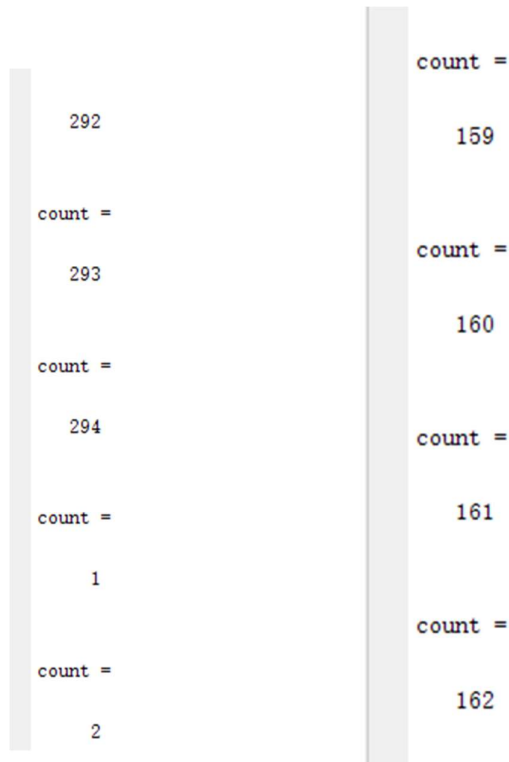 292
count =
293
count =
294
count =
1
count =
2
count =
159
count =
160
count =
161
count =
162